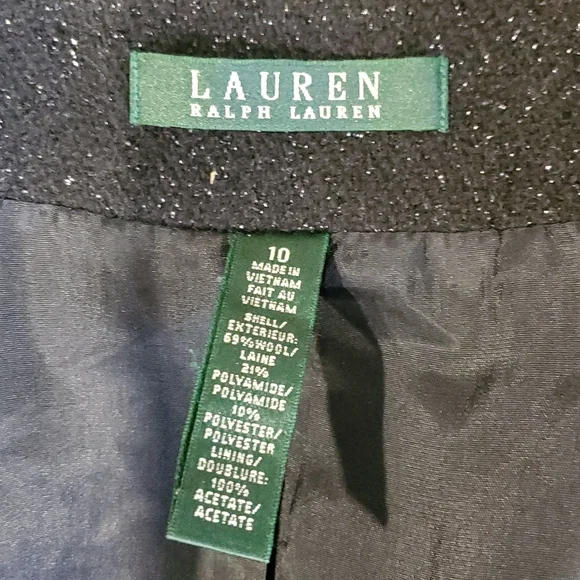 LAUREN
RALPH LAUREN
10
MADE IN
VIETNAM
FAIT AU
VIETNAM
SHELL/
EXTERIEUR:
69% WOOL/
LAINE
21%
POLYAMIDE/
POLYAMIDE
10%
POLYESTER/
POLYESTER
LINING/
DOUBLURE:
100%
ACETATE/
ACETATE